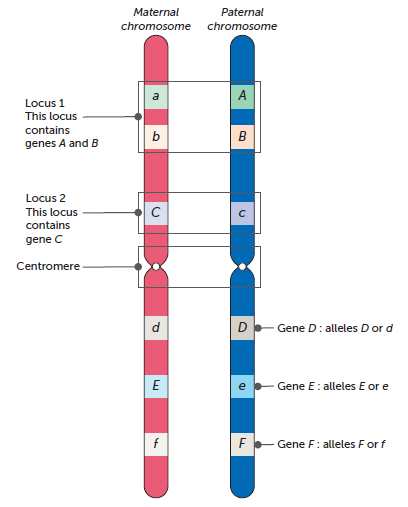 Maternal
chromosome
Paternal
chromosome
a
A
Locus 1
This locus
contains
genes A and B
b
B
Locus 2
This locus
contains
gene C
C
c
Centromere
d
D
Gene D : alleles D or d
E
e
Gene E : alleles E or e
f
F
Gene F : alleles F or f